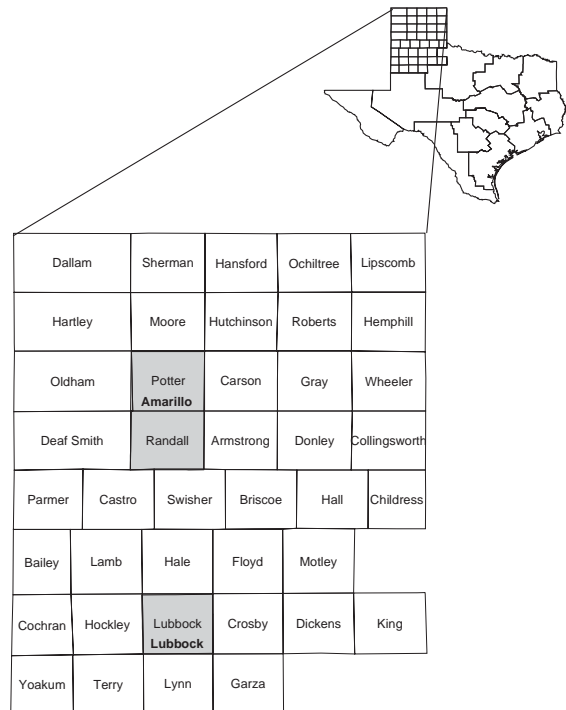 Dallam Sherman Hansford Ochiltree Lipscomb
Hartley Moore Hutchinson Roberts Hemphill
Oldham Potter Carson Gray Wheeler
Amarillo
Deaf Smith Randall Armstrong Donley Collingsworth
Parmer Castro Swisher Briscoe Hall Childress
Bailey Lamb Hale Floyd Motley
Cochran Hockley Lubbock Crosby Dickens King
Lubbock
Yoakum Terry Lynn Garza